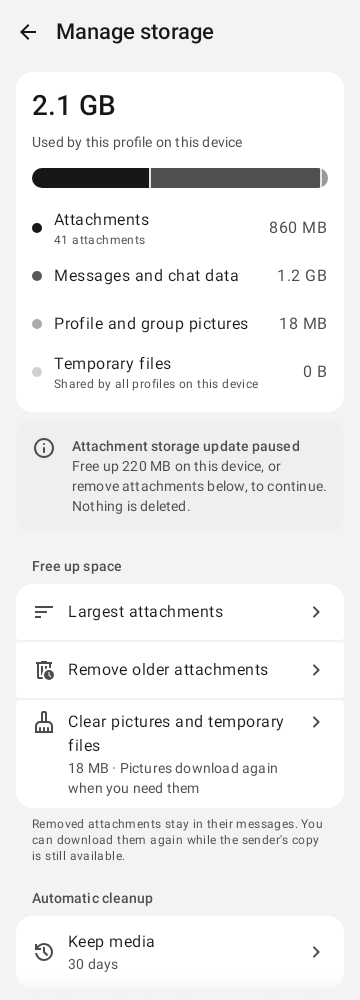 Manage storage
2.1 GB
Used by this profile on this device
Attachments
860 MB
41 attachments
Messages and chat data
1.2 GB
Profile and group pictures
18 MB
Temporary files
0 B
Shared by all profiles on this device
Attachment storage update paused
Free up 220 MB on this device, or
remove attachments below, to continue.
Nothing is deleted.
Free up space
Largest attachments
Remove older attachments
Clear pictures and temporary
files
18 MB · Pictures download again
when you need them
Removed attachments stay in their messages. You
can download them again while the sender's copy
is still available.
Automatic cleanup
Keep media
30 days